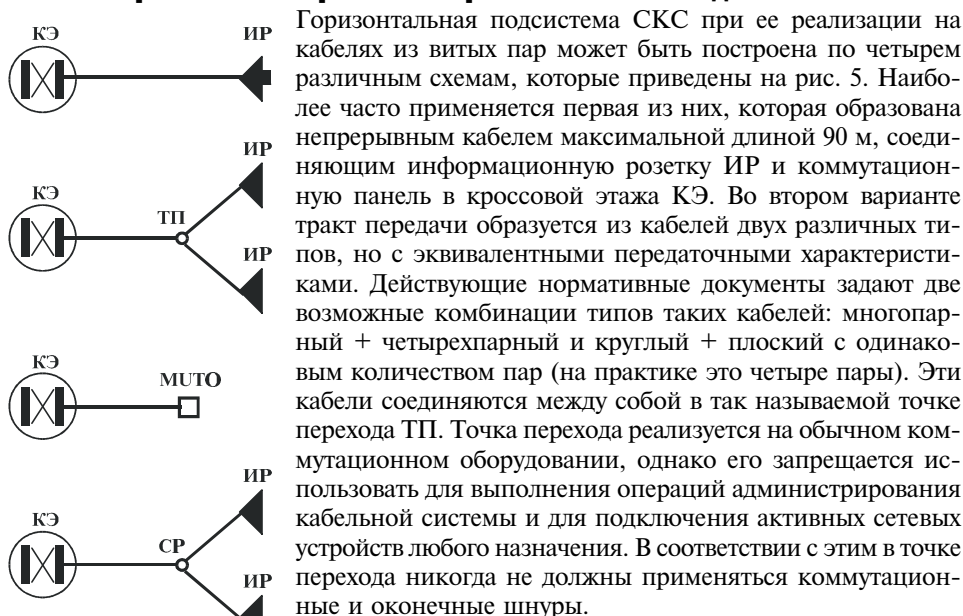 КЭ
ИР
КЭ
ТП
ИР
ИР
КЭ
MUTO
КЭ
СР
ИР
ИР
Горизонтальная подсистема СКС при ее реализации на
кабелях из витых пар может быть построена по четырем
различным схемам, которые приведены на рис. 5. Наибо-
лее часто применяется первая из них, которая образована
непрерывным кабелем максимальной длиной 90 м, соеди-
няющим информационную розетку ИР и коммутацион-
ную панель в кроссовой этажа КЭ. Во втором варианте
тракт передачи образуется из кабелей двух различных ти-
пов, но с эквивалентными передаточными характеристи-
ками. Действующие нормативные документы задают две
возможные комбинации типов таких кабелей: многопар-
ный + четырехпарный и круглый + плоский с одинако-
вым количеством пар (на практике это четыре пары). Эти
кабели соединяются между собой в так называемой точке
перехода ТП. Точка перехода реализуется на обычном ком-
мутационном оборудовании, однако его запрещается ис-
пользовать для выполнения операций администрирования
кабельной системы и для подключения активных сетевых
устройств любого назначения. В соответствии с этим в точке
перехода никогда не должны применяться коммутацион-
ные и оконечные шнуры.